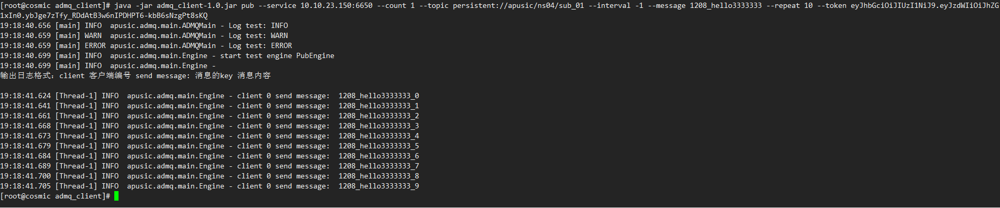 [root@cosmic admq_client]# java -jar admq_client-1.0.jar pub --service 10.10.23.150:6650 --count 1 --topic persistent://apusic/ns04/sub_01 --interval -1 --message 1208_hello3333333 --repeat 10 --token eyJhbGciOiJIUzI1NiJ9.eyJzdWIiOiJhZG
1xIn0.ybJge7zTfy_RDdAtB3w6nIPDHPT6-kbB6sNzgPt8sKQ
19:18:40.656 [main] INFO  apusic.admq.main.ADMQMain - Log test: INFO
19:18:40.659 [main] WARN  apusic.admq.main.ADMQMain - Log test: WARN
19:18:40.659 [main] ERROR apusic.admq.main.ADMQMain - Log test: ERROR
19:18:40.699 [main] INFO  apusic.admq.main.Engine - start test engine PubEngine
19:18:40.699 [main] INFO  apusic.admq.main.Engine -
输出日志格式: client 客户端编号 send message: 消息的key 消息内容
19:18:41.624 [Thread-1] INFO  apusic.admq.main.Engine - client 0 send message:  1208_hello3333333_0
19:18:41.641 [Thread-1] INFO  apusic.admq.main.Engine - client 0 send message:  1208_hello3333333_1
19:18:41.661 [Thread-1] INFO  apusic.admq.main.Engine - client 0 send message:  1208_hello3333333_2
19:18:41.668 [Thread-1] INFO  apusic.admq.main.Engine - client 0 send message:  1208_hello3333333_3
19:18:41.673 [Thread-1] INFO  apusic.admq.main.Engine - client 0 send message:  1208_hello3333333_4
19:18:41.679 [Thread-1] INFO  apusic.admq.main.Engine - client 0 send message:  1208_hello3333333_5
19:18:41.684 [Thread-1] INFO  apusic.admq.main.Engine - client 0 send message:  1208_hello3333333_6
19:18:41.689 [Thread-1] INFO  apusic.admq.main.Engine - client 0 send message:  1208_hello3333333_7
19:18:41.700 [Thread-1] INFO  apusic.admq.main.Engine - client 0 send message:  1208_hello3333333_8
19:18:41.705 [Thread-1] INFO  apusic.admq.main.Engine - client 0 send message:  1208_hello3333333_9
[root@cosmic admq_client]#